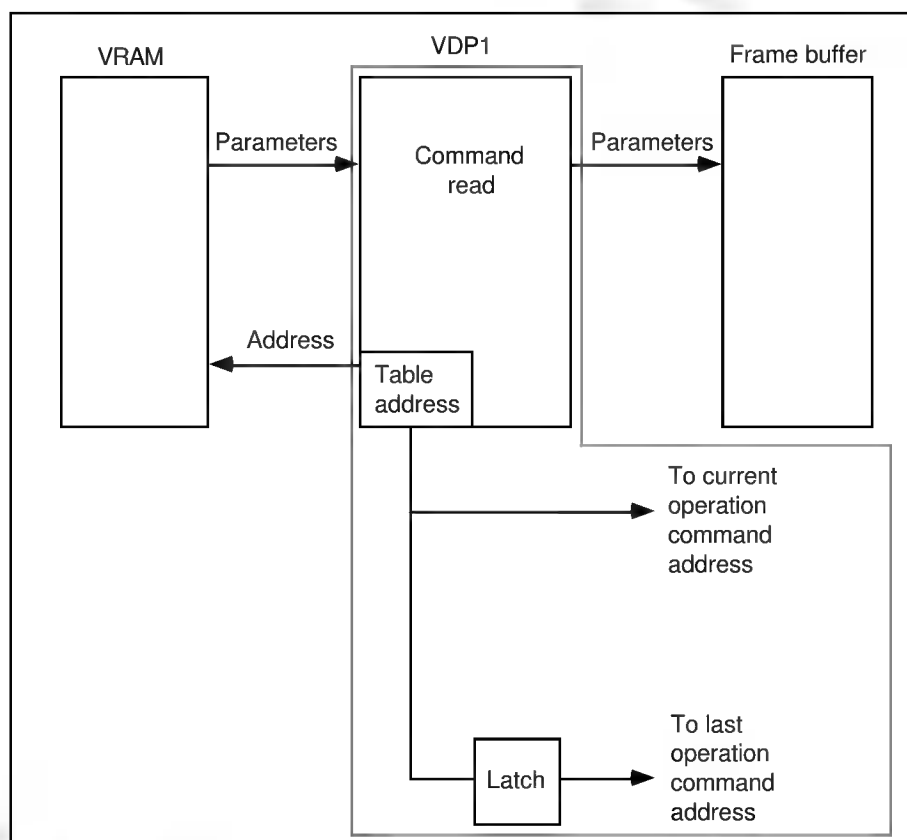 VRAM
VDP1
Frame buffer
Parameters
Command
read
Parameters
Address
Table
address
To current
operation
command
address
Latch
To last
operation
command
address